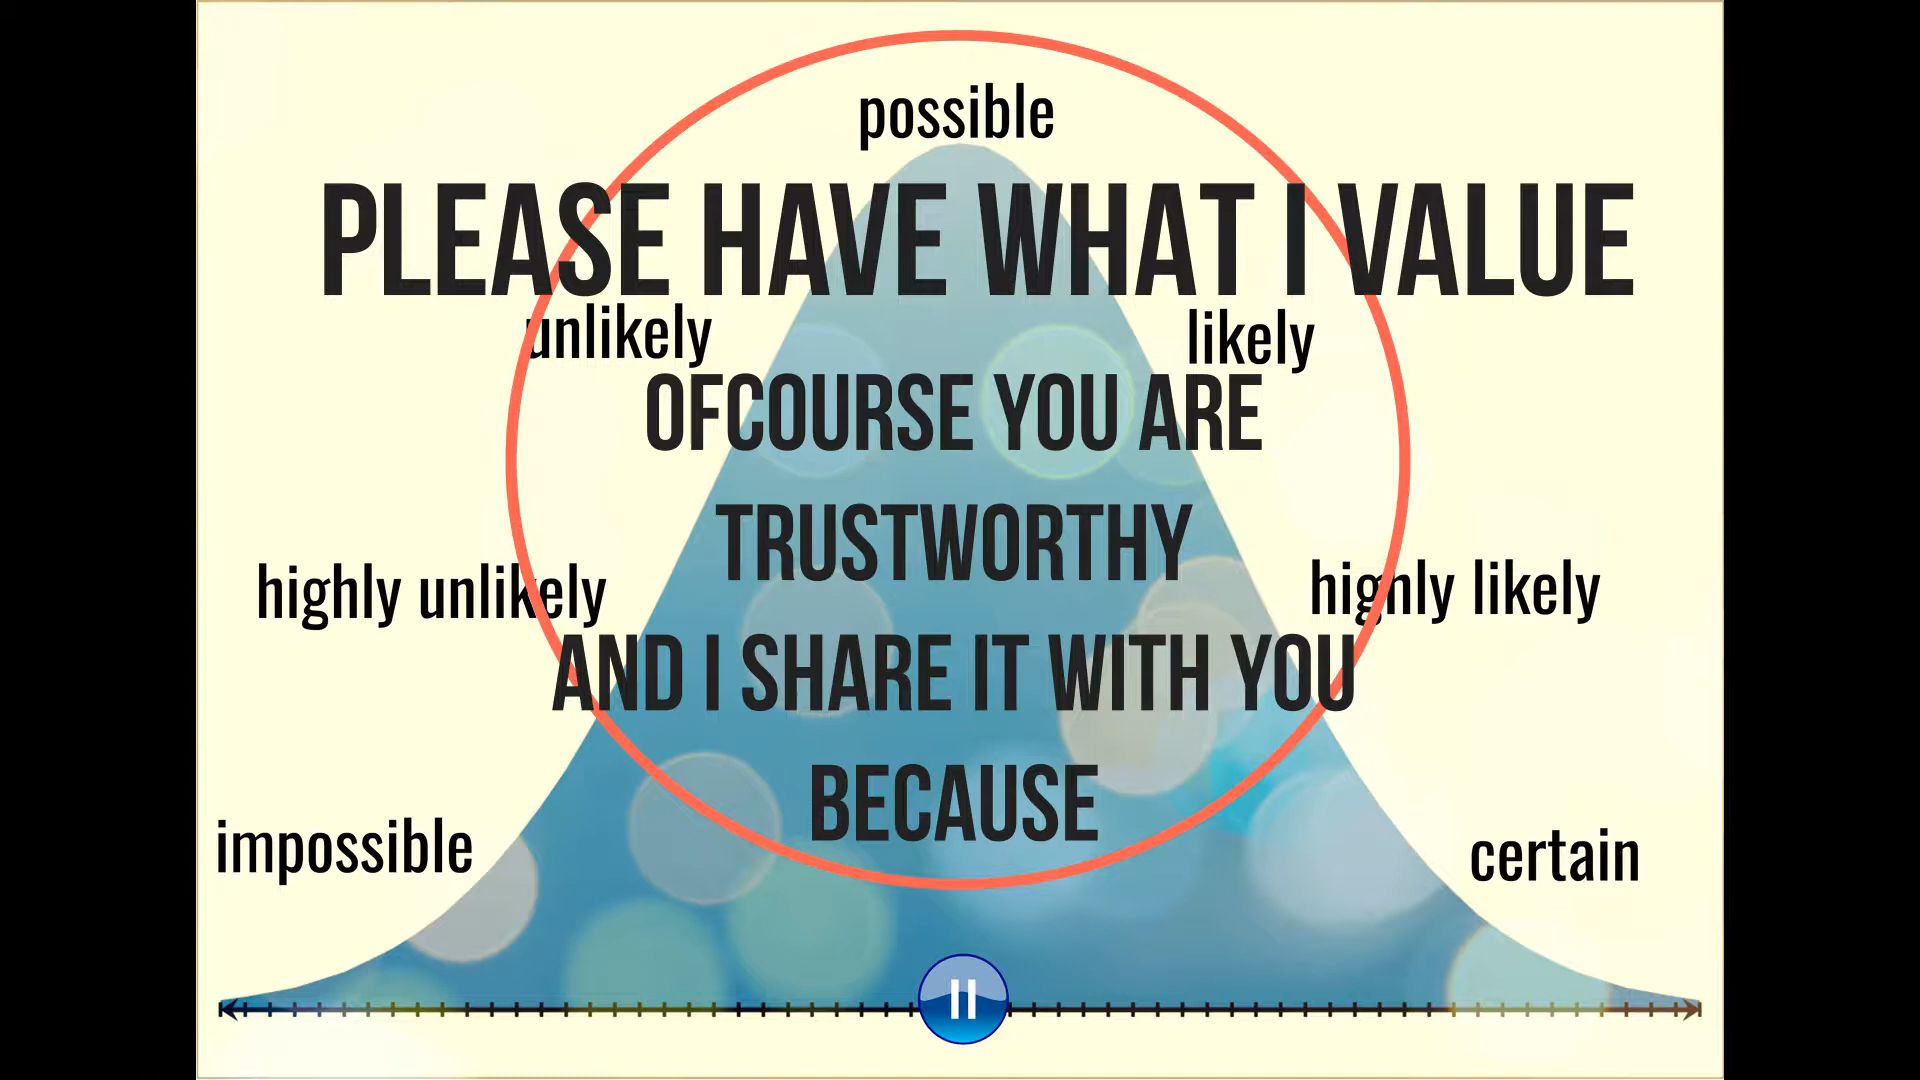 possible
PLEASE HAVE WHAT I VALUE
unlikely
likely
OFCOURSE YOU ARE
TRUSTWORTHY
highly unlikely
highly likely
AND I SHARE IT WITH YOU
BECAUSE
impossible
certain